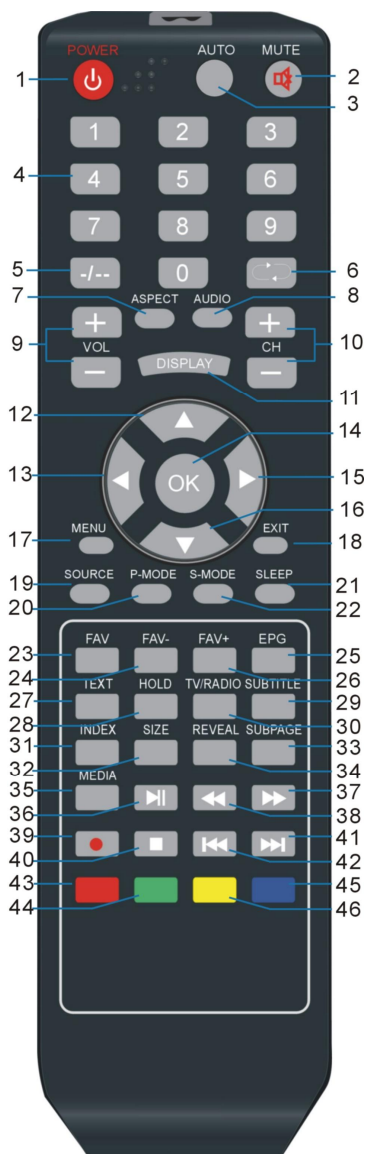 POWER AUTO MUTE
1 2
3
1 2 3
4 4 5 6
7 8 9
5 -/-- 0 6
7 ASPECT AUDIO 8
9 + VOL - + CH - 10
DISPLAY
11
12
14
13 OK 15
16
17 MENU EXIT 18
19 SOURCE P-MODE S-MODE SLEEP 21
20 22
23 FAV FAV- FAV+ EPG 25
24 26
27 TEXT HOLD TV/RADIO SUBTITLE 29
28 30
31 INDEX SIZE REVEAL SUBPAGE 33
32 34
35 MEDIA 37
36 38
39 41
40 42
43 45
44 46